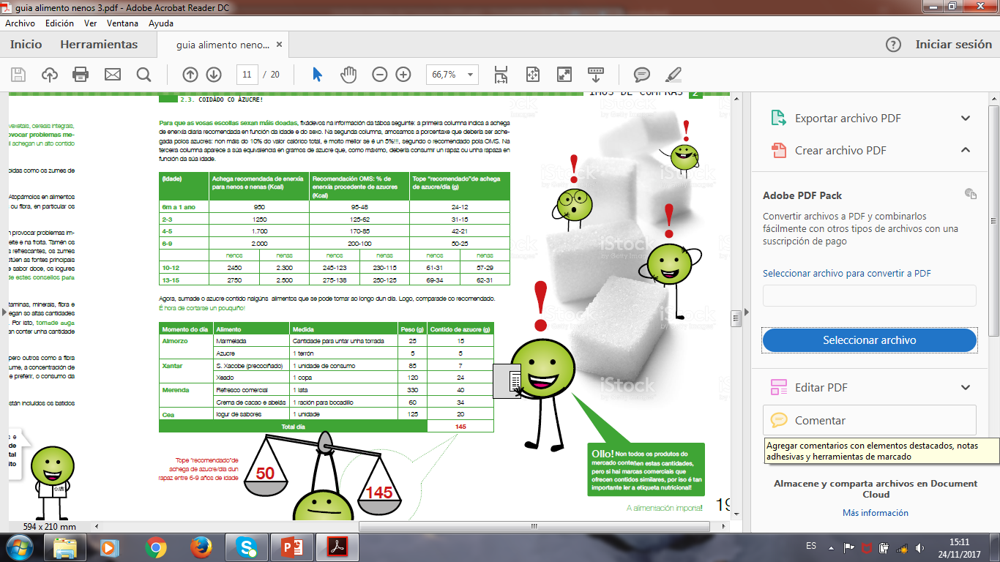 guia alimento nenos 3.pdf - Adobe Acrobat Reader DC
Archivo Edición Ver Ventana Ayuda
Inicio Herramientas guia alimento neno... × Iniciar sesión
11 / 20 66,7%
2.3. COIDADO CO AZUCRE!
IMOS DE COMPRAS 2
vexetais, cereais integrais,
rovocar problemas me-
l achegan un alto contido
bidas como os zumes de
Atopámolos en alimentos
ou fibra, en particular os
n provocar problemas im-
ete e na froita. Tamén os
s refrescantes, os zumes
túen as fontes principais
e sabor doce, os iogures
de estes consellos para
taminas, minerais, fibra e
egan so altas cantidades
Por isto, tomade auga
an conter unha cantidade
pero outros como a fibra
ume, a concentración de
e preferir, o consumo da
stán incluídos os batidos
s e
de
tal
ito
Para que as vosas escollas sexan máis doadas, fixádevos na información da táboa seguinte: a primeira columna indica a achega
de enerxía diaria recomendada en función da idade e do sexo. Na segunda columna, amosamos a porcentaxe que debería ser ache-
gada polos azucres: non máis do 10% do valor calórico total, e moito mellor se é un 5%!!!, segundo o recomendado pola OMS. Na
terceira columna aparece a súa equivalencia en gramos de azucre que, como máximo, debería consumir un rapaz ou unha rapaza en
función da súa idade.
(Idade) Achega recomendada de enerxía para nenos e nenas (Kcal) Recomendación OMS: % de enerxía procedente de azucres (Kcal) Tope "recomendado"de achega de azucre/día (g)
6m a 1 ano 950 95-48 24-12
2-3 1250 125-62 31-15
4-5 1.700 170-85 42-21
6-9 2.000 200-100 50-25
nenos nenas nenos nenas nenos nenas
10-12 2450 2.300 245-123 230-115 61-31 57-29
13-15 2750 2.500 275-138 250-125 69-34 62-31
Agora, sumade o azucre contido nalgúns alimentos que se pode tomar ao longo dun día. Logo, comparade co recomendado.
É hora de cortarse un pouquiño!
Momento do día Alimento Medida Peso (g) Contido de azucre (g)
Almorzo Marmelada Cantidade para untar unha torrada 25 15
Azucre 1 terrón 5 5
Xantar S. Xacobe (precociñado) 1 unidade de consumo 85 7
Xeado 1 copa 120 24
Merenda Refresco comercial 1 lata 330 40
Crema de cacao e abelás 1 ración para bocadillo 60 34
Cea Iogur de sabores 1 unidade 125 20
Total día 145
Tope "recomendado"de
achega de azucre/día dun
rapaz entre 6-9 años de idade
50
145
Ollo! Non todos os produtos do
mercado conteñen estas cantidades,
pero si hai marcas comerciais que
ofrecen contidos similares, por iso é tan
importante ler a etiqueta nutricional!
A alimentación importa! 19
iStock
by Getty Images
iStock
by Getty Images
iStock
iStock
Exportar archivo PDF
Crear archivo PDF
Adobe PDF Pack
Convertir archivos a PDF y combinarlos
fácilmente con otros tipos de archivos con una
suscripción de pago
Seleccionar archivo para convertir a PDF
Seleccionar archivo
Editar PDF
Comentar
Agregar comentarios con elementos destacados, notas
adhesivas y herramientas de marcado
Almacene y comparta archivos en Document
Cloud
Más información
594 x 210 mm
ES
15:11
24/11/2017